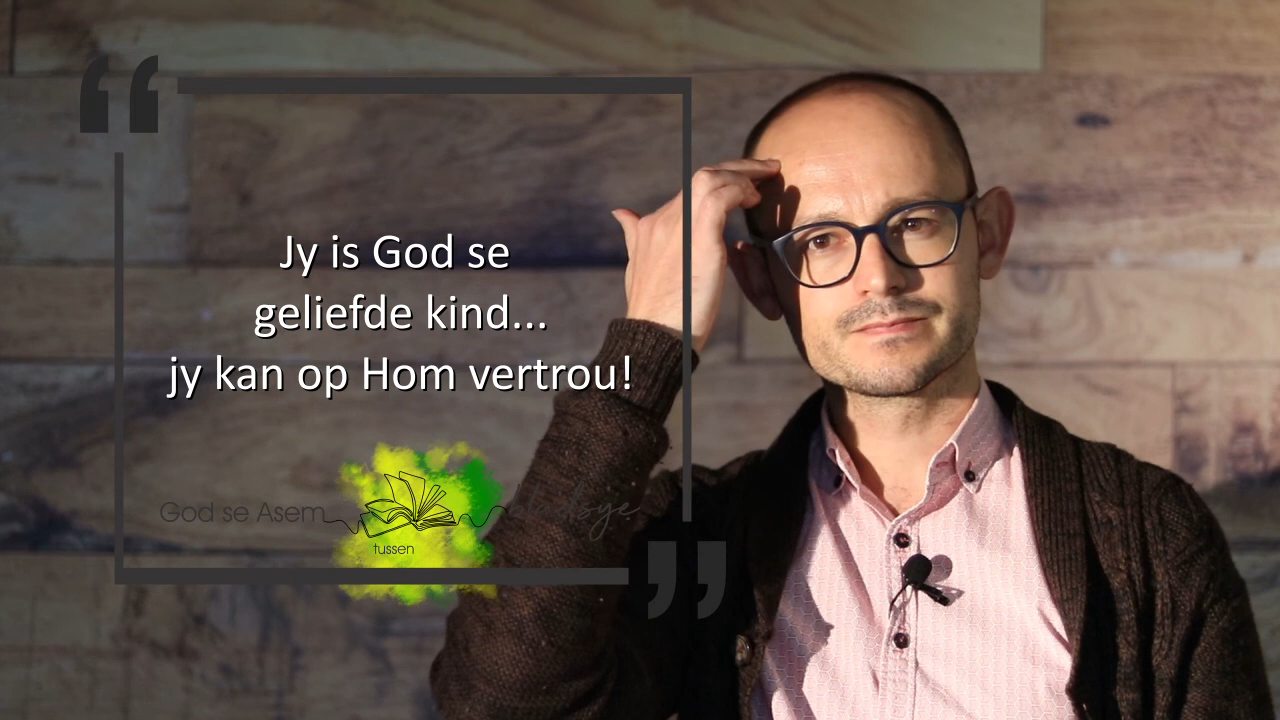 Jy is God se
geliefde kind...
jy kan op Hom vertrou!
God se Asem
tussen